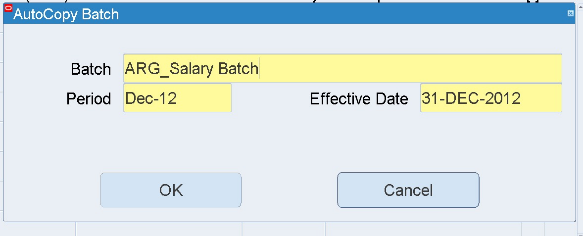 AutoCopy Batch
Batch ARG_Salary Batch
Period Dec-12 Effective Date 31-DEC-2012
OK Cancel